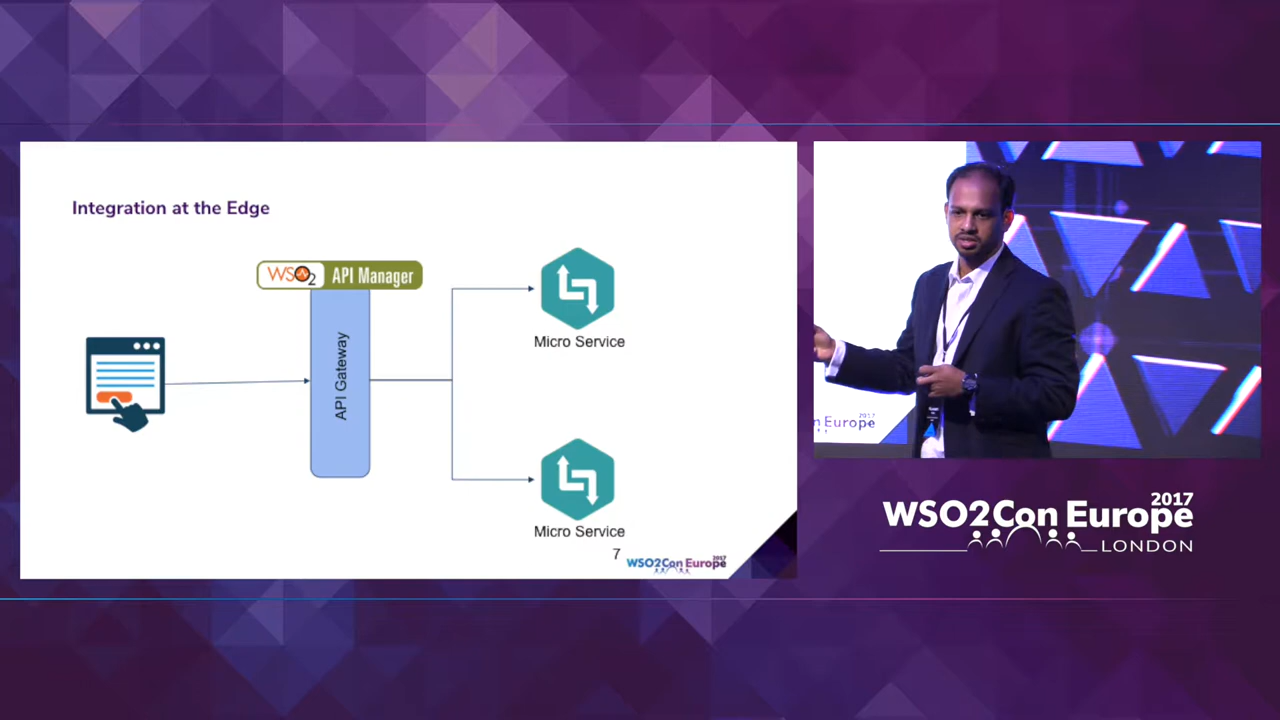 Integration at the Edge
WSO2 API Manager
API Gateway
Micro Service
Micro Service
7
2017
WSO2Con Europe
2017
n Europe
2017
WSO2Con Europe
LONDON